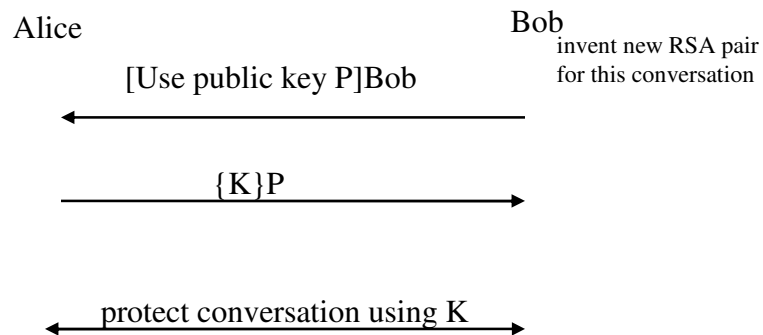 Alice
Bob
invent new RSA pair
for this conversation
[Use public key P]Bob
{K}P
protect conversation using K